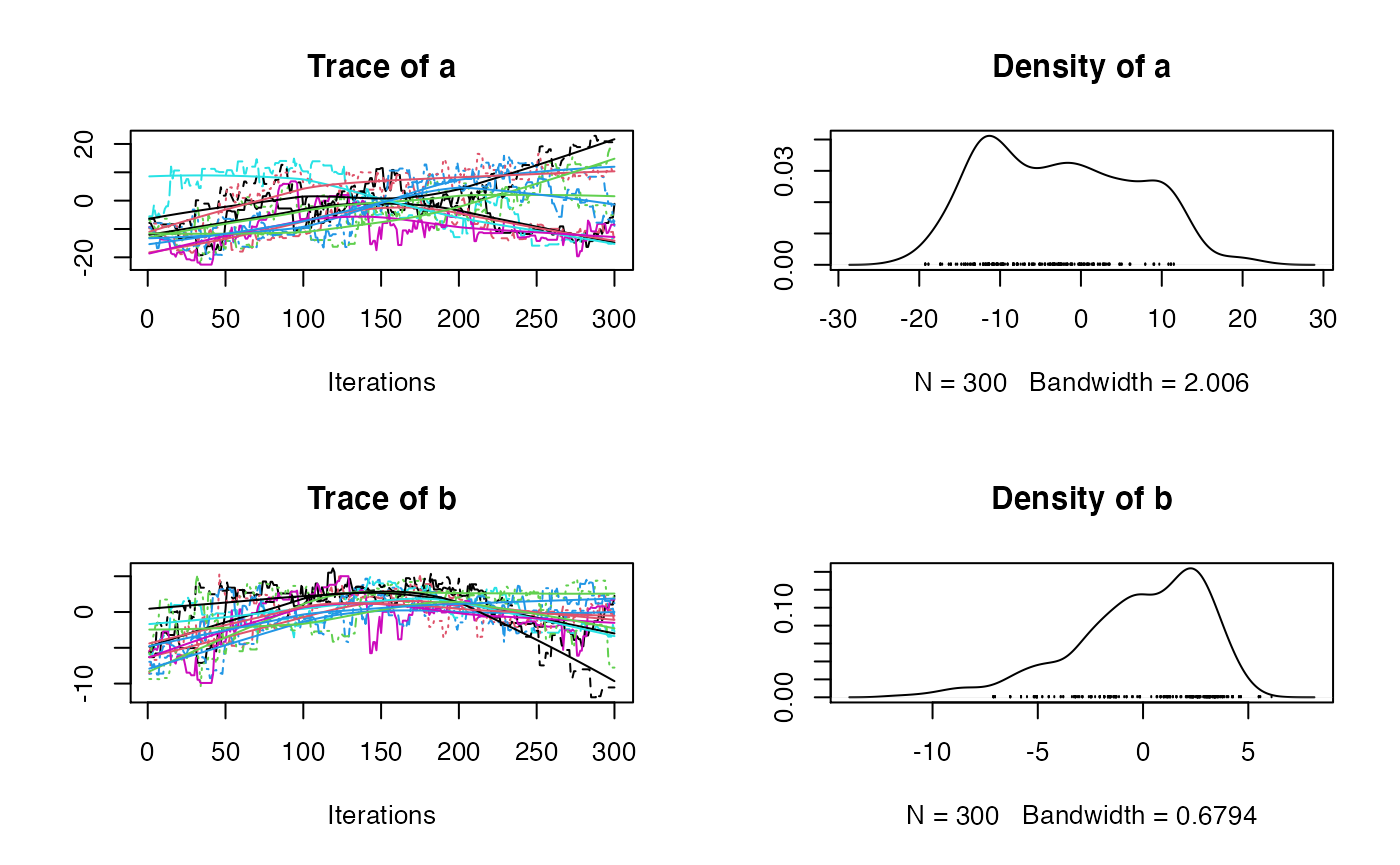 Trace of a
20
0
-20
0 50 100 150 200 250 300
Iterations
Density of a
0.03
0.00
-30 -20 -10 0 10 20 30
N = 300 Bandwidth = 2.006
Trace of b
0
-10
0 50 100 150 200 250 300
Iterations
Density of b
0.10
0.00
-10 -5 0 5
N = 300 Bandwidth = 0.6794